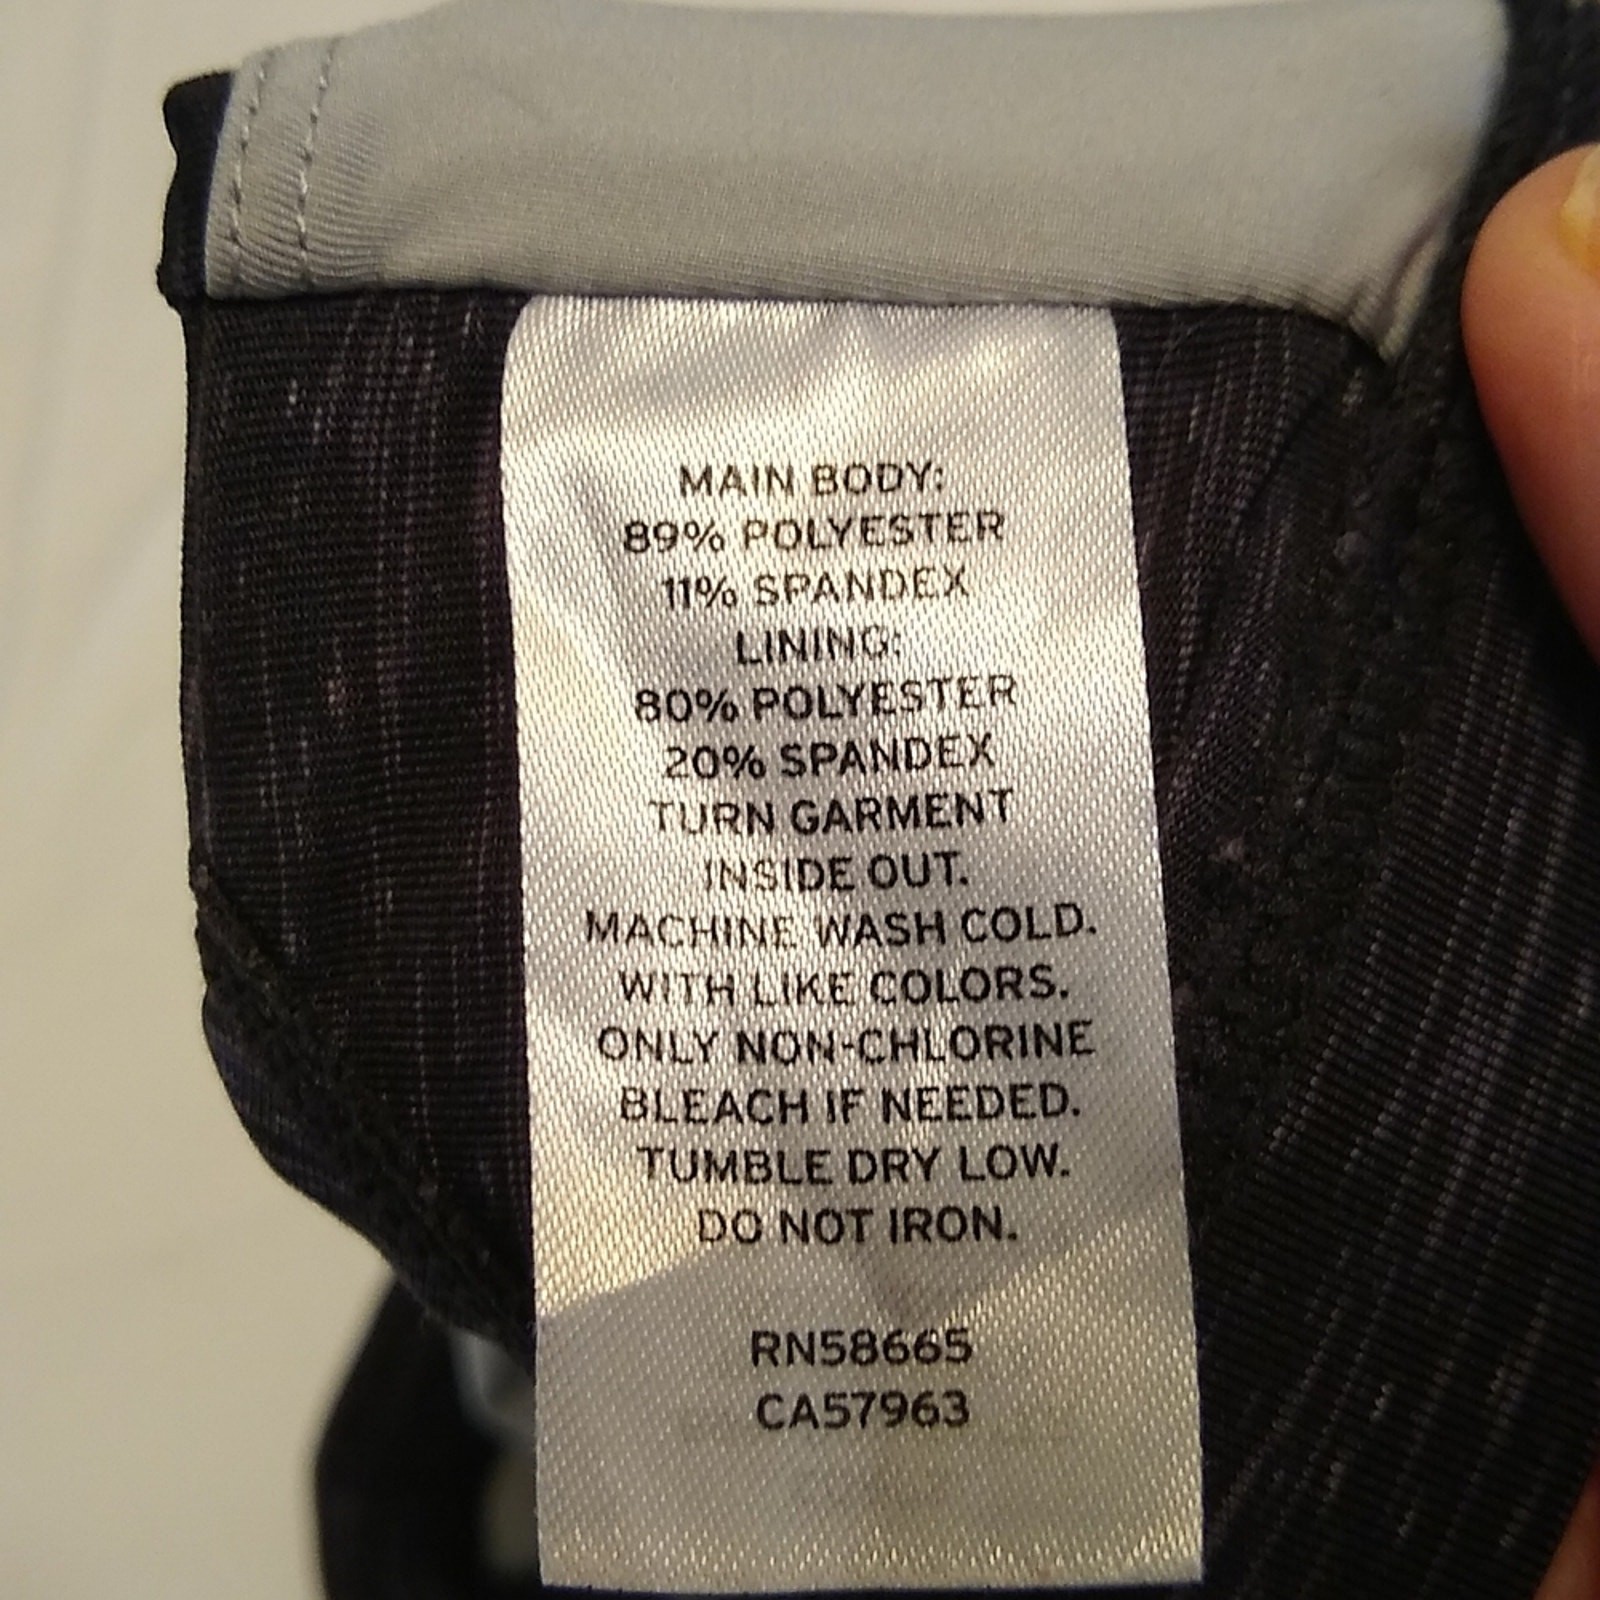 MAIN BODY:
89% POLYESTER
11% SPANDEX
LINING:
80% POLYESTER
20% SPANDEX
TURN GARMENT
INSIDE OUT.
MACHINE WASH COLD.
WITH LIKE COLORS.
ONLY NON-CHLORINE
BLEACH IF NEEDED.
TUMBLE DRY LOW.
DO NOT IRON.
RN58665
CA57963